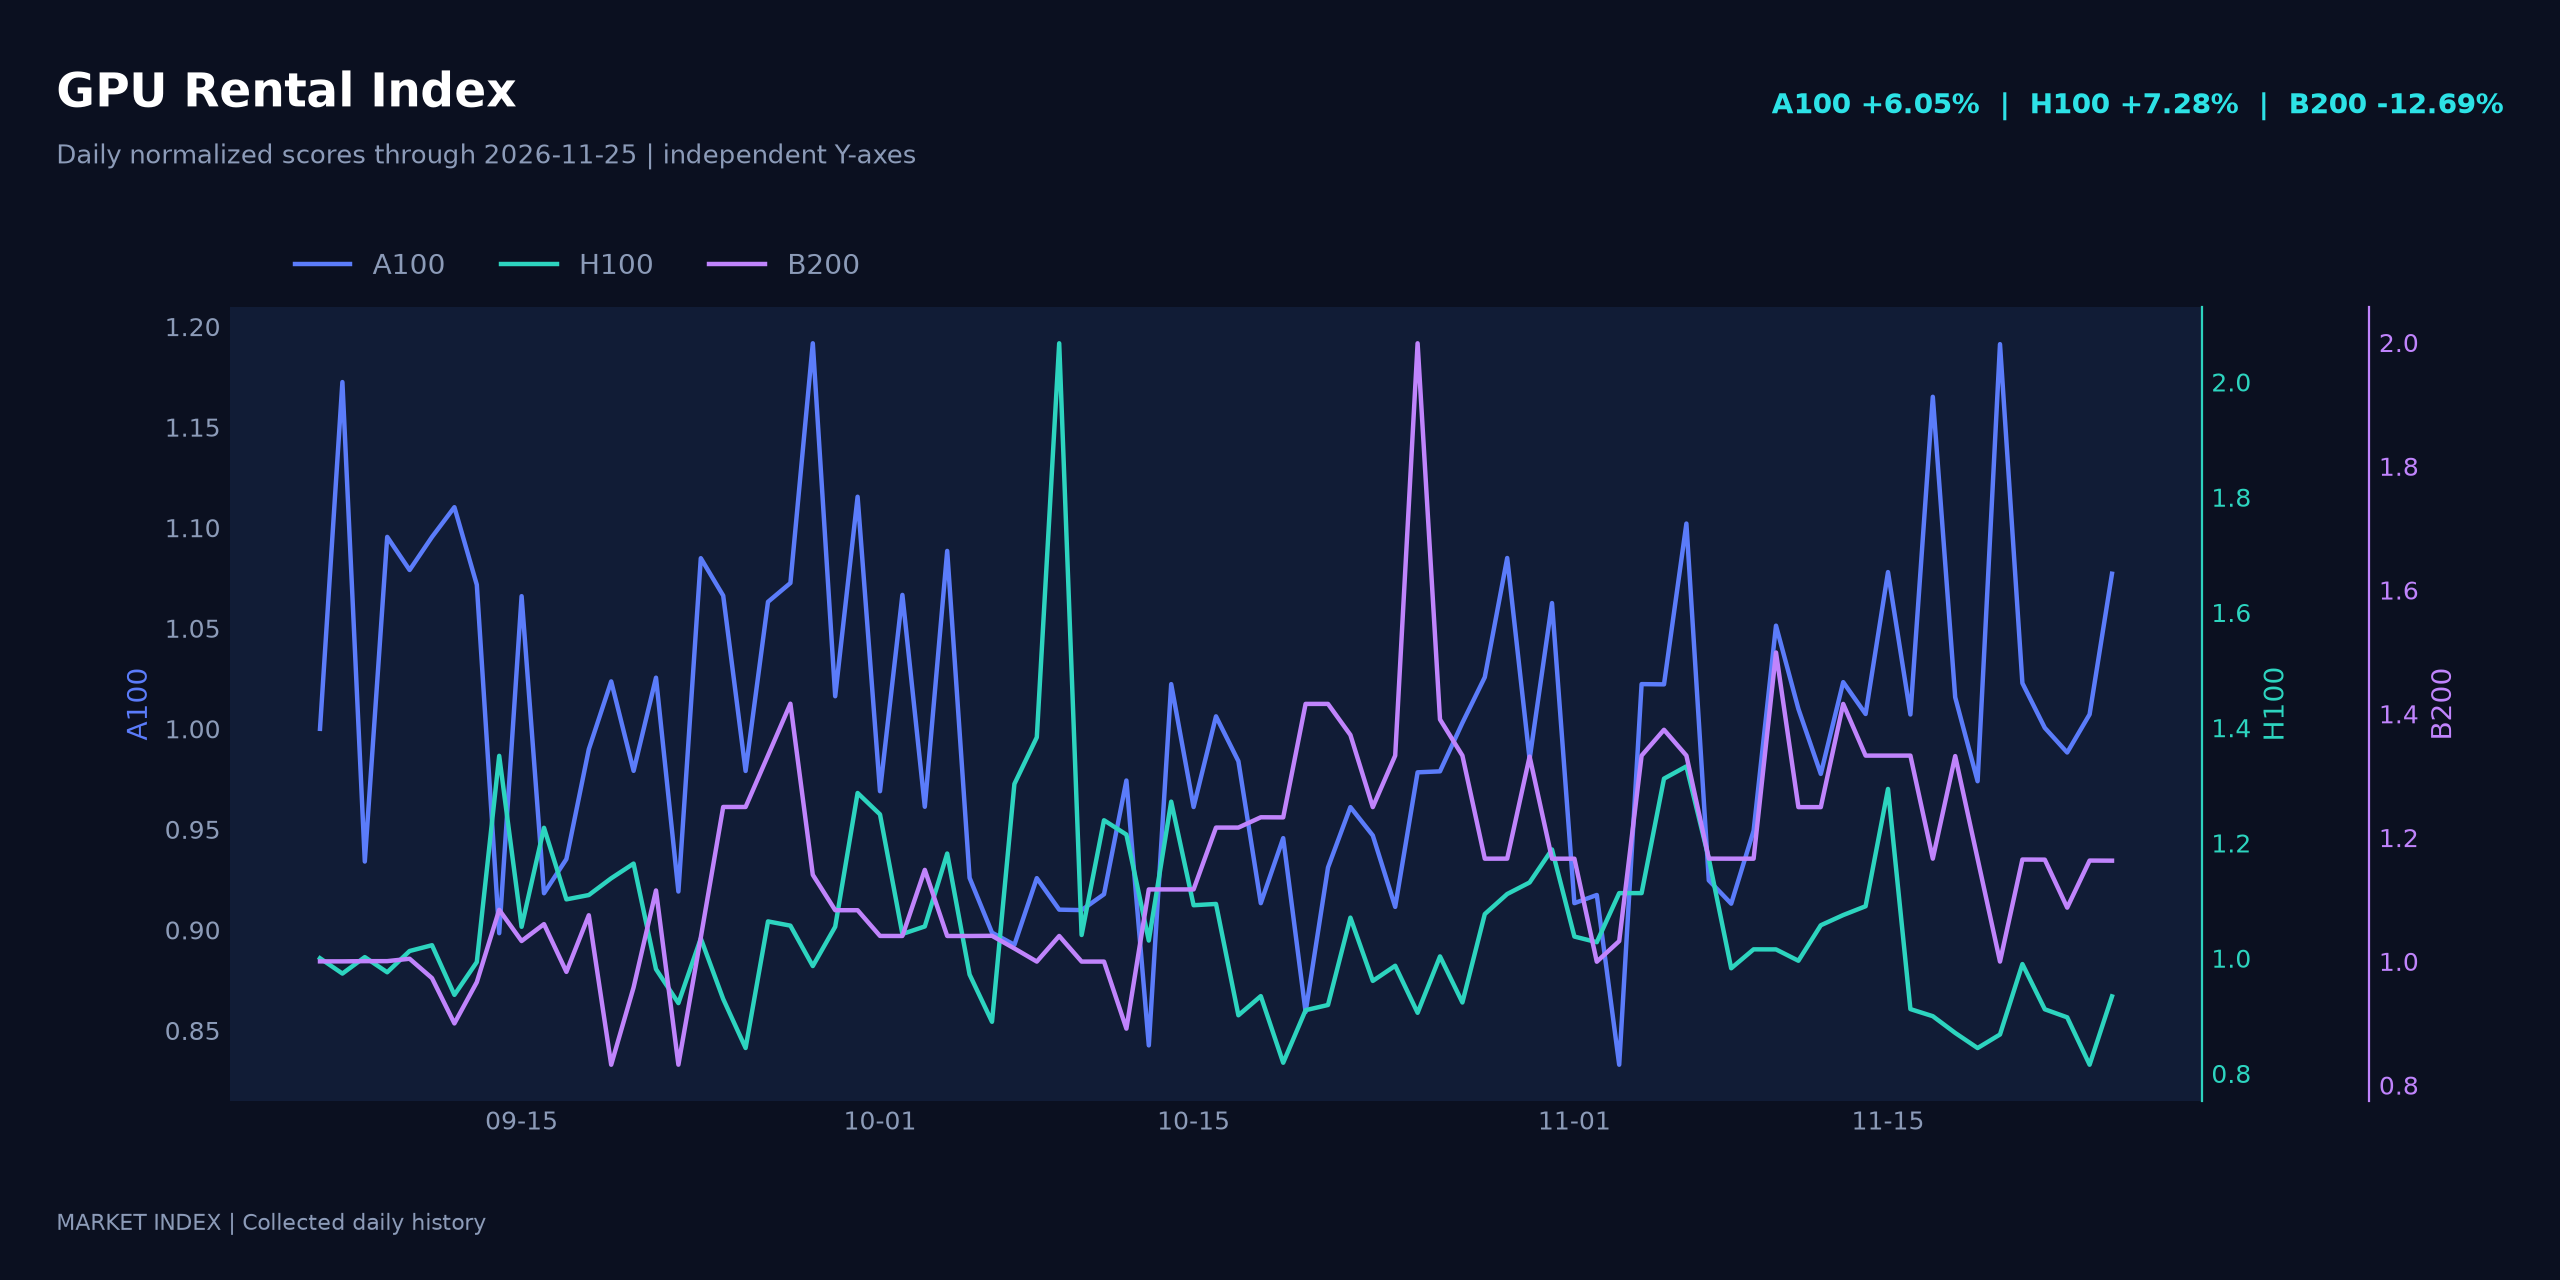 GPU Rental Index
A100 +6.05% | H100 +7.28% | B200 -12.69%
Daily normalized scores through 2026-11-25 | independent Y-axes
A100 H100 B200
1.20
1.15
1.10
1.05
1.00
0.95
0.90
0.85
A100
2.0
1.8
1.6
1.4
1.2
1.0
0.8
H100
2.0
1.8
1.6
1.4
1.2
1.0
0.8
B200
09-15 10-01 10-15 11-01 11-15
MARKET INDEX | Collected daily history